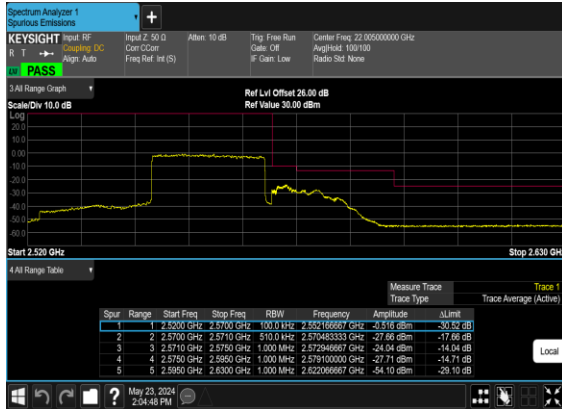 Spectrum Analyzer 1
Spurious Emissions
KEYSIGHT Input: RF Input Z: 50 Ω Atten: 10 dB Trig: Free Run Center Freq: 22.005000000 GHz
R T Coupling: DC Corr CCorr Gate: Off Avg|Hold: 100/100
Align: Auto Freq Ref: Int (S) IF Gain: Low Radio Std: None
LXI PASS
3 All Range Graph
Ref Lvl Offset 26.00 dB
Scale/Div 10.0 dB Ref Value 30.00 dBm
Log
20.0
10.0
0.00
-10.0
-20.0
-30.0
-40.0
-50.0
-60.0
Start 2.520 GHz Stop 2.630 GH
4 All Range Table
Measure Trace Trace 1
Trace Type Trace Average (Active)
Spur Range Start Freq Stop Freq RBW Frequency Amplitude ΔLimit
1 1 2.5200 GHz 2.5700 GHz 100.0 kHz 2.552166667 GHz -0.516 dBm -30.52 dB
2 2 2.5700 GHz 2.5710 GHz 510.0 kHz 2.570483333 GHz -27.66 dBm -17.66 dB
3 3 2.5710 GHz 2.5750 GHz 1.000 MHz 2.572946667 GHz -24.04 dBm -14.04 dB
4 4 2.5750 GHz 2.5950 GHz 1.000 MHz 2.579100000 GHz -27.71 dBm -14.71 dB
5 5 2.5950 GHz 2.6300 GHz 1.000 MHz 2.622066667 GHz -54.10 dBm -29.10 dB
Local
May 23, 2024
2:04:48 PM